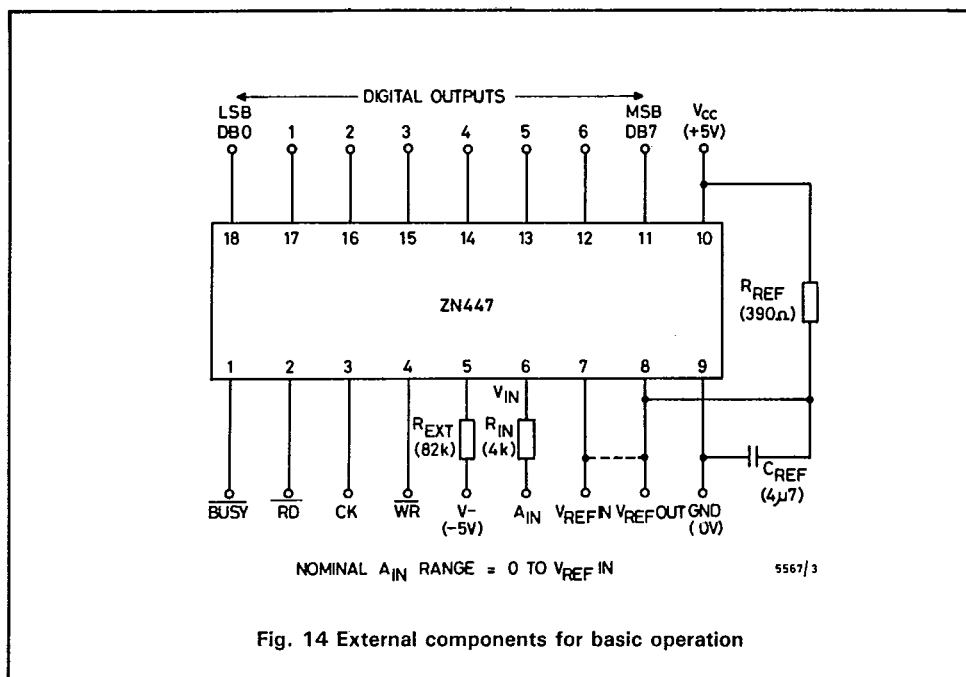 DIGITAL OUTPUTS
LSB DB0 1 2 3 4 5 6 MSB DB7 VCC (+5V)
18 17 16 15 14 13 12 11 10
ZN447
RREF (390Ω)
1 2 3 4 5 6 7 8 9
VIN
REXT (82k) RIN (4k)
CREF (4μ7)
BUSY RD CK WR V- (-5V) AIN VREF IN VREF OUT GND (0V)
NOMINAL AIN RANGE = 0 TO VREF IN
5567/3
Fig. 14 External components for basic operation